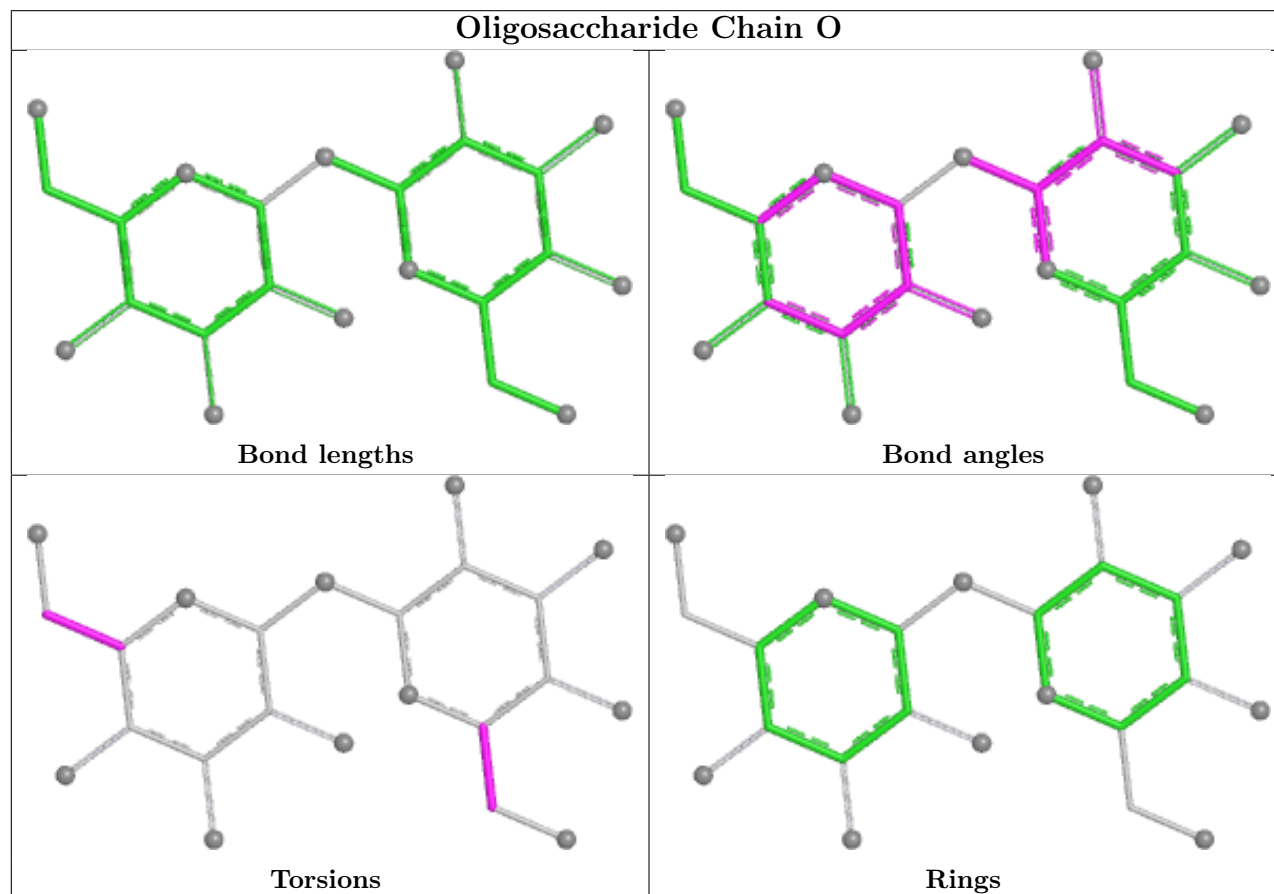 Oligosaccharide Chain O
Bond lengths
Bond angles
Torsions
Rings